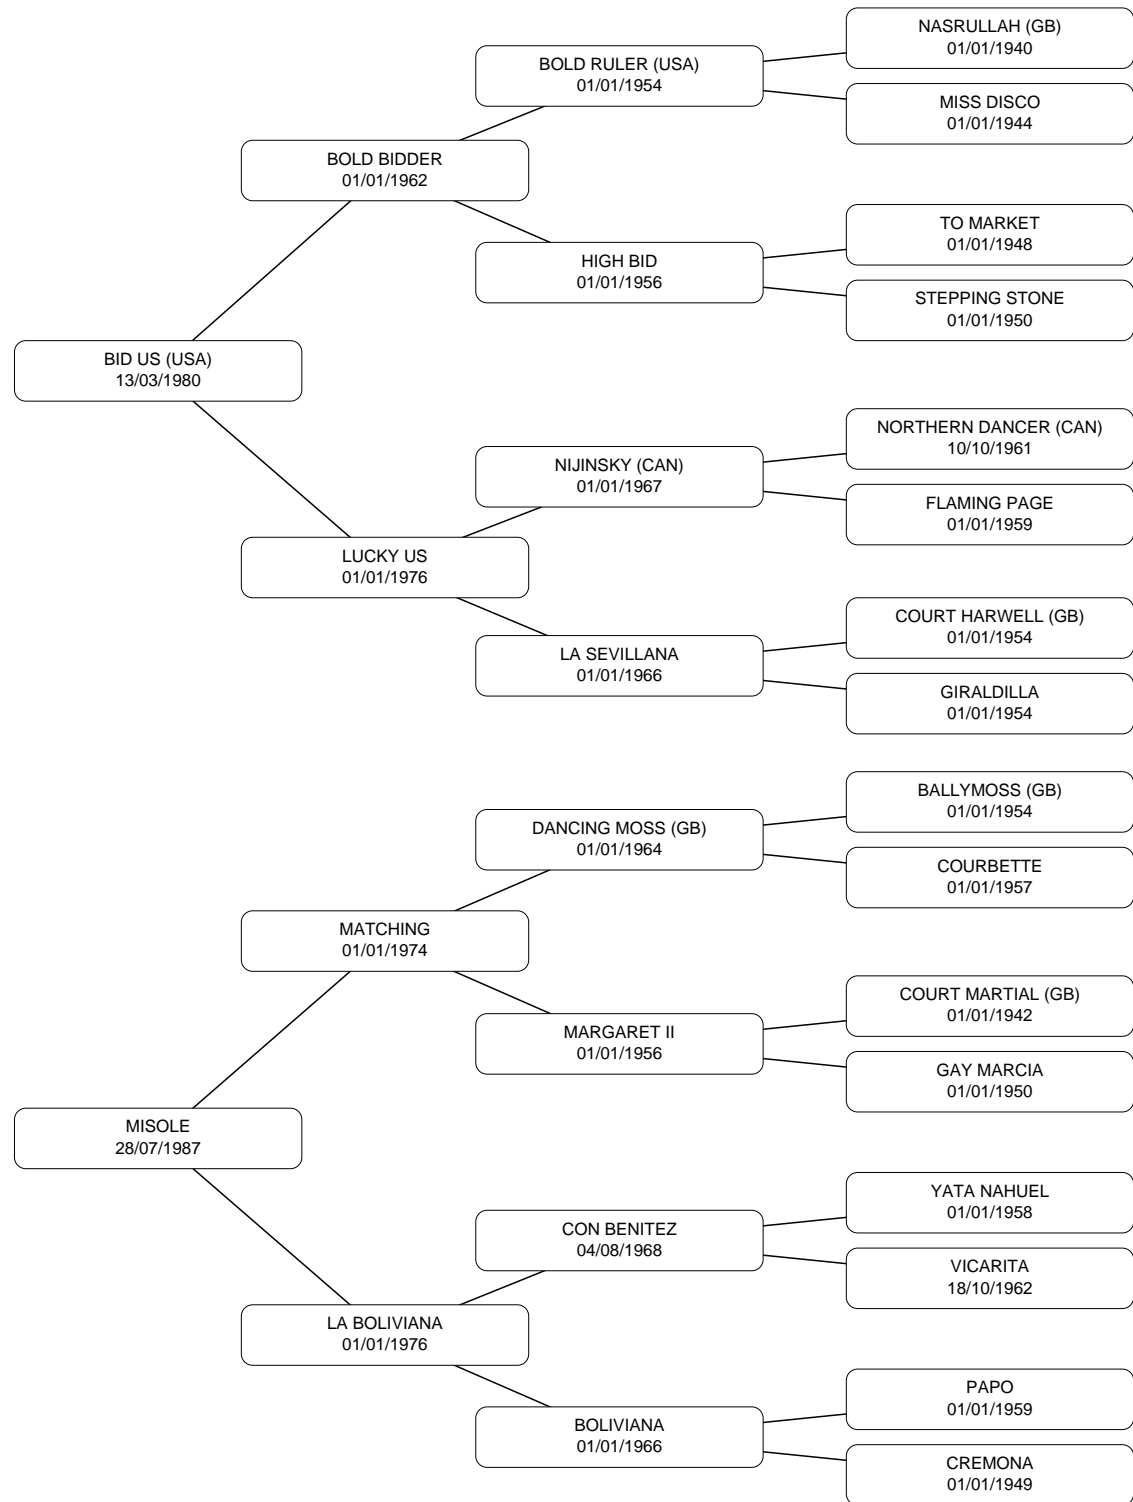 NASRULLAH (GB)
01/01/1940
BOLD RULER (USA)
01/01/1954
MISS DISCO
01/01/1944
BOLD BIDDER
01/01/1962
TO MARKET
01/01/1948
HIGH BID
01/01/1956
STEPPING STONE
01/01/1950
BID US (USA)
13/03/1980
NORTHERN DANCER (CAN)
10/10/1961
NIJINSKY (CAN)
01/01/1967
FLAMING PAGE
01/01/1959
LUCKY US
01/01/1976
COURT HARWELL (GB)
01/01/1954
LA SEVILLANA
01/01/1966
GIRALDILLA
01/01/1954
BALLYMOSS (GB)
01/01/1954
DANCING MOSS (GB)
01/01/1964
COURBETTE
01/01/1957
MATCHING
01/01/1974
COURT MARTIAL (GB)
01/01/1942
MARGARET II
01/01/1956
GAY MARCIA
01/01/1950
MISOLE
28/07/1987
YATA NAHUEL
01/01/1958
CON BENITEZ
04/08/1968
VICARITA
18/10/1962
LA BOLIVIANA
01/01/1976
PAPO
01/01/1959
BOLIVIANA
01/01/1966
CREMONA
01/01/1949